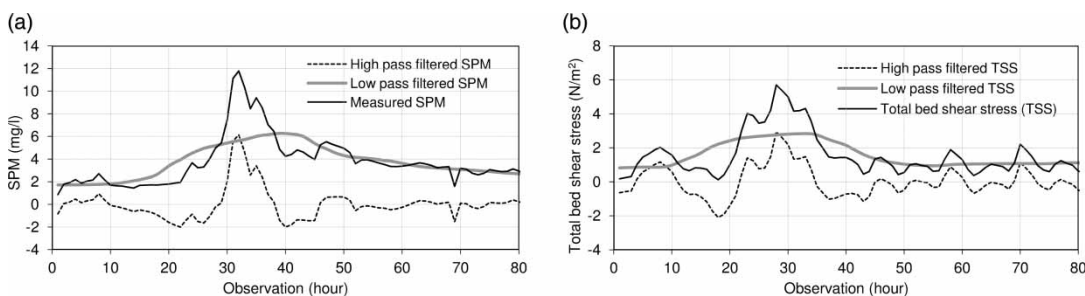 (a)
14
12
10
8
6
4
2
0
-2
-4
SPM (mg/l)
High pass filtered SPM
Low pass filtered SPM
Measured SPM
0 10 20 30 40 50 60 70 80
Observation (hour)
(b)
8
6
4
2
0
-2
-4
Total bed shear stress (N/m²)
High pass filtered TSS
Low pass filtered TSS
Total bed shear stress (TSS)
0 10 20 30 40 50 60 70 80
Observation (hour)